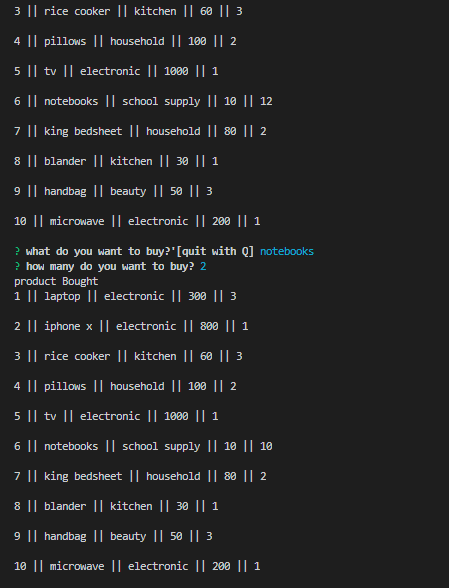 3 || rice cooker || kitchen || 60 || 3
4 || pillows || household || 100 || 2
5 || tv || electronic || 1000 || 1
6 || notebooks || school supply || 10 || 12
7 || king bedsheet || household || 80 || 2
8 || blander || kitchen || 30 || 1
9 || handbag || beauty || 50 || 3
10 || microwave || electronic || 200 || 1
? what do you want to buy?'[quit with Q] notebooks
? how many do you want to buy? 2
product Bought
1 || laptop || electronic || 300 || 3
2 || iphone x || electronic || 800 || 1
3 || rice cooker || kitchen || 60 || 3
4 || pillows || household || 100 || 2
5 || tv || electronic || 1000 || 1
6 || notebooks || school supply || 10 || 10
7 || king bedsheet || household || 80 || 2
8 || blander || kitchen || 30 || 1
9 || handbag || beauty || 50 || 3
10 || microwave || electronic || 200 || 1